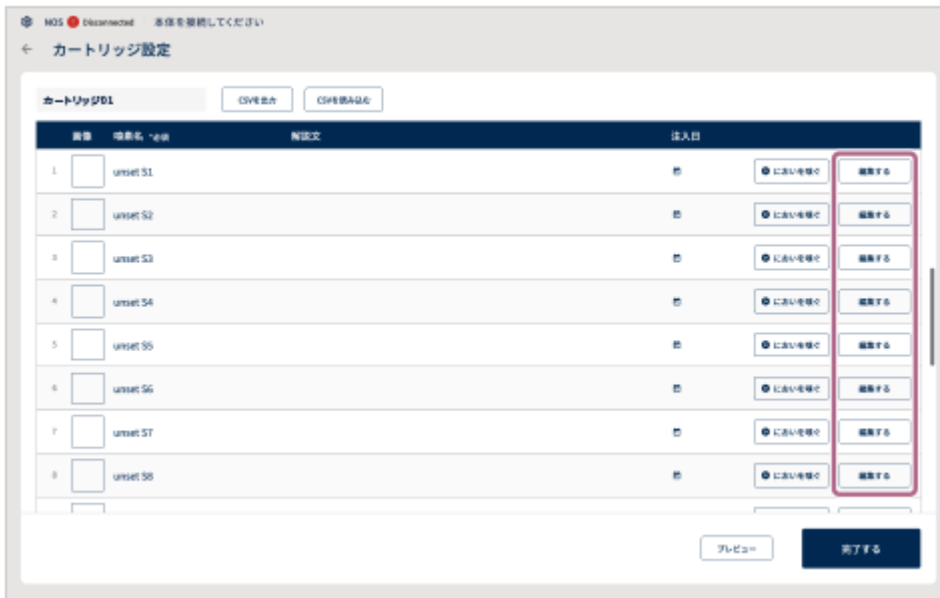 NOS Disconnected 本体を接続してください
← カートリッジ設定
カートリッジ01 CSVを出力 CSVを読み込む
画像 嗅素名 *必須 解説文 注入日
1 unset S1 においを嗅ぐ 編集する
2 unset S2 においを嗅ぐ 編集する
3 unset S3 においを嗅ぐ 編集する
4 unset S4 においを嗅ぐ 編集する
5 unset S5 においを嗅ぐ 編集する
6 unset S6 においを嗅ぐ 編集する
7 unset S7 においを嗅ぐ 編集する
8 unset S8 においを嗅ぐ 編集する
プレビュー 完了する